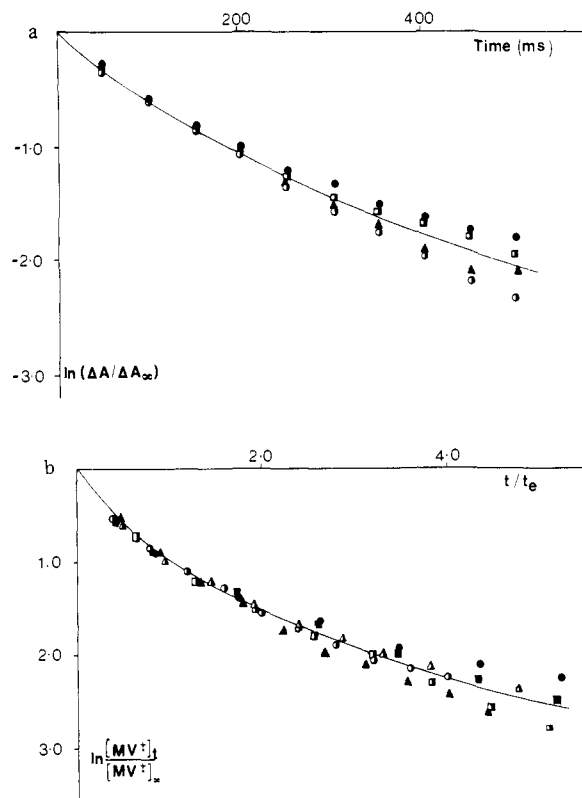 a
200 400
Time (ms)
-1·0
-2·0
-3·0
ln (ΔA/ΔA∞)
b
2·0 4·0
t/te
1·0
2·0
3·0
ln [MV‡]t / [MV‡]∞